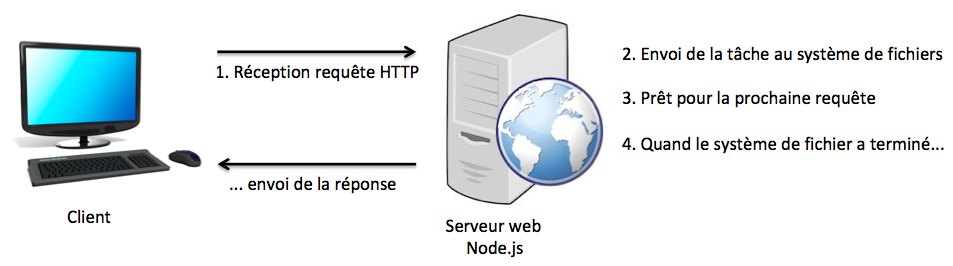 1. Réception requête HTTP
2. Envoi de la tâche au système de fichiers
3. Prêt pour la prochaine requête
4. Quand le système de fichier a terminé...
... envoi de la réponse
Client
Serveur web
Node.js